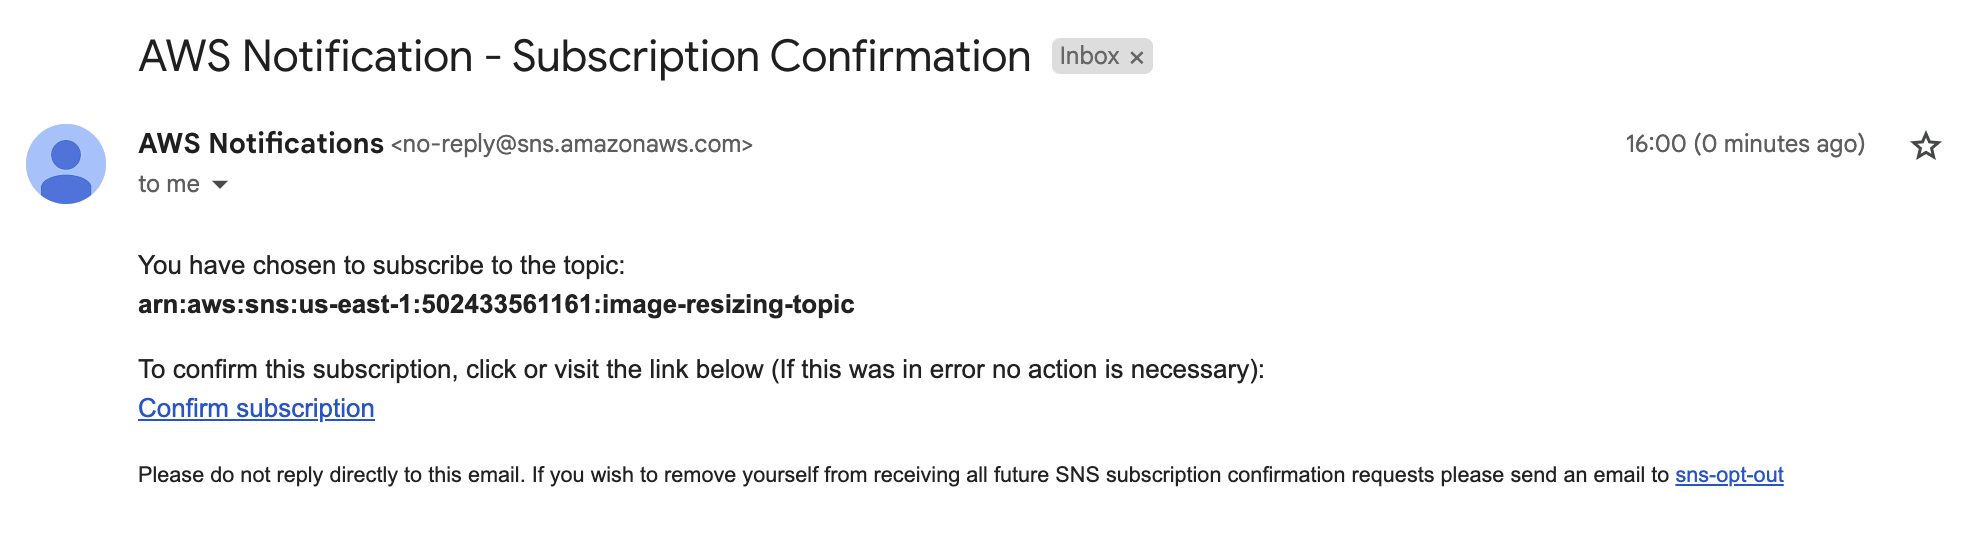 AWS Notification - Subscription Confirmation Inbox ×
AWS Notifications <no-reply@sns.amazonaws.com> 16:00 (0 minutes ago)
to me
You have chosen to subscribe to the topic:
arn:aws:sns:us-east-1:502433561161:image-resizing-topic
To confirm this subscription, click or visit the link below (If this was in error no action is necessary):
Confirm subscription
Please do not reply directly to this email. If you wish to remove yourself from receiving all future SNS subscription confirmation requests please send an email to sns-opt-out